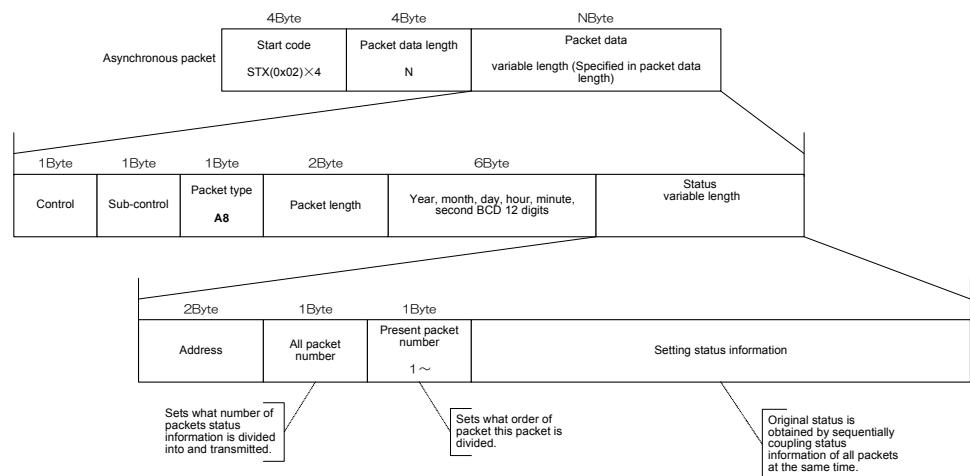 4Byte
4Byte
NByte
Asynchronous packet
Start code
STX(0x02)×4
Packet data length
N
Packet data
variable length (Specified in packet data
length)
1Byte
1Byte
1Byte
2Byte
6Byte
Control
Sub-control
Packet type
A8
Packet length
Year, month, day, hour, minute,
second BCD 12 digits
Status
variable length
2Byte
1Byte
1Byte
Address
All packet
number
Present packet
number
1～
Setting status information
Sets what number of
packets status
information is divided
into and transmitted.
Sets what order of
packet this packet is
divided.
Original status is
obtained by sequentially
coupling status
information of all packets
at the same time.